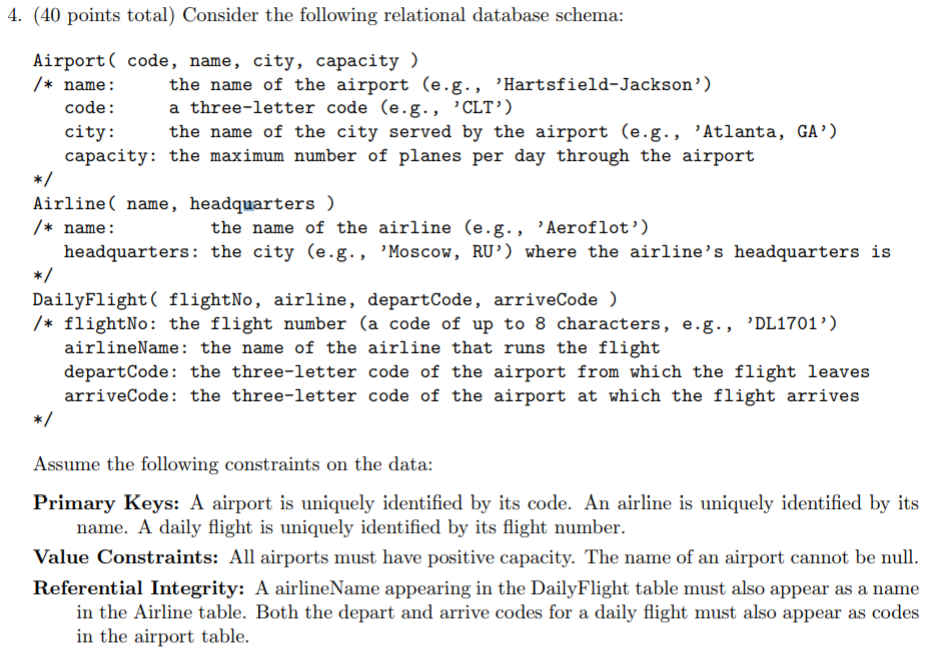 4. (40 points total) Consider the following relational database schema:
Airport( code, name, city, capacity )
/* name: the name of the airport (e.g., ’Hartsfield-Jackson’)
code: a three-letter code (e.g., ’CLT’)
city: the name of the city served by the airport (e.g., ’Atlanta, GA’)
capacity: the maximum number of planes per day through the airport
*/
Airline( name, headquarters )
/* name: the name of the airline (e.g., ’Aeroflot’)
headquarters: the city (e.g., ’Moscow, RU’) where the airline’s headquarters is
*/
DailyFlight( flightNo, airline, departCode, arriveCode )
/* flightNo: the flight number (a code of up to 8 characters, e.g., ’DL1701’)
airlineName: the name of the airline that runs the flight
departCode: the three-letter code of the airport from which the flight leaves
arriveCode: the three-letter code of the airport at which the flight arrives
*/
Assume the following constraints on the data:
Primary Keys: A airport is uniquely identified by its code. An airline is uniquely identified by its
name. A daily flight is uniquely identified by its flight number.
Value Constraints: All airports must have positive capacity. The name of an airport cannot be null.
Referential Integrity: A airlineName appearing in the DailyFlight table must also appear as a name
in the Airline table. Both the depart and arrive codes for a daily flight must also appear as codes
in the airport table.